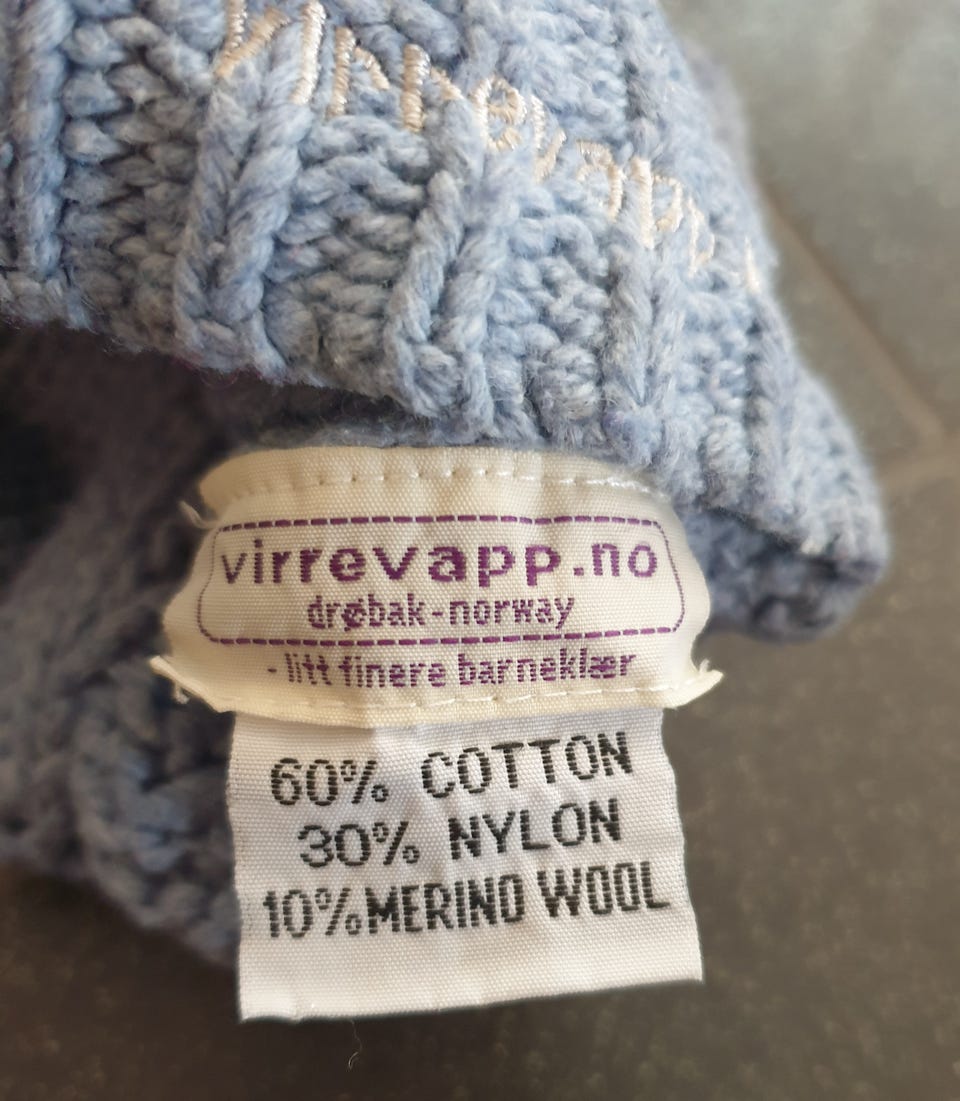 virrevapp.no
drøbak-norway
- litt finere barneklær
60% COTTON
30% NYLON
10% MERINO WOOL